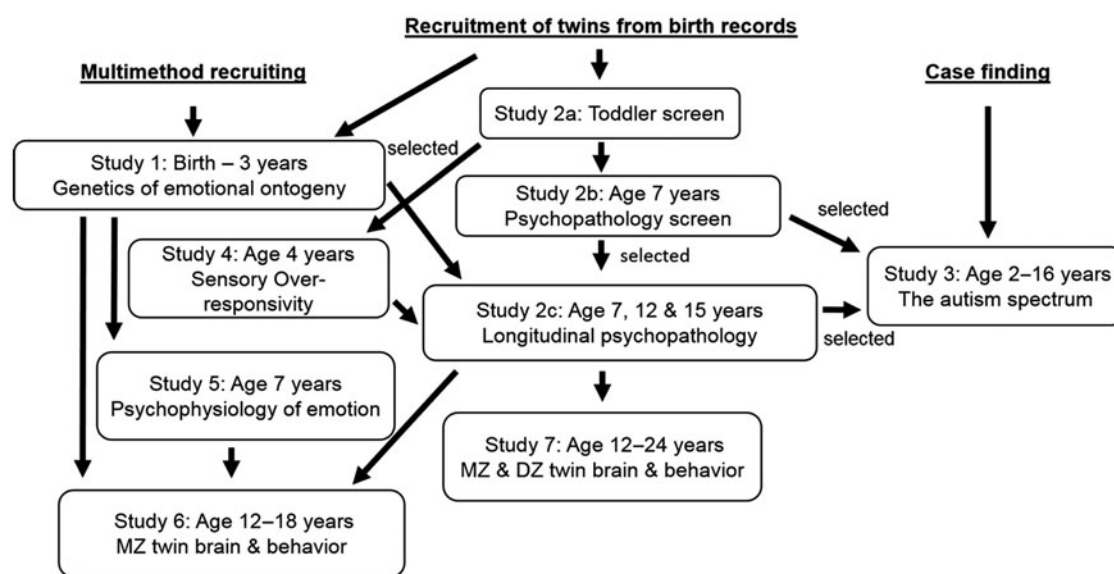 Recruitment of twins from birth records
Multimethod recruiting
Case finding
Study 2a: Toddler screen
selected
Study 1: Birth – 3 years
Genetics of emotional ontogeny
Study 2b: Age 7 years
Psychopathology screen
selected
selected
Study 4: Age 4 years
Sensory Over-
responsivity
Study 3: Age 2–16 years
The autism spectrum
Study 2c: Age 7, 12 & 15 years
Longitudinal psychopathology
selected
Study 5: Age 7 years
Psychophysiology of emotion
Study 7: Age 12–24 years
MZ & DZ twin brain & behavior
Study 6: Age 12–18 years
MZ twin brain & behavior